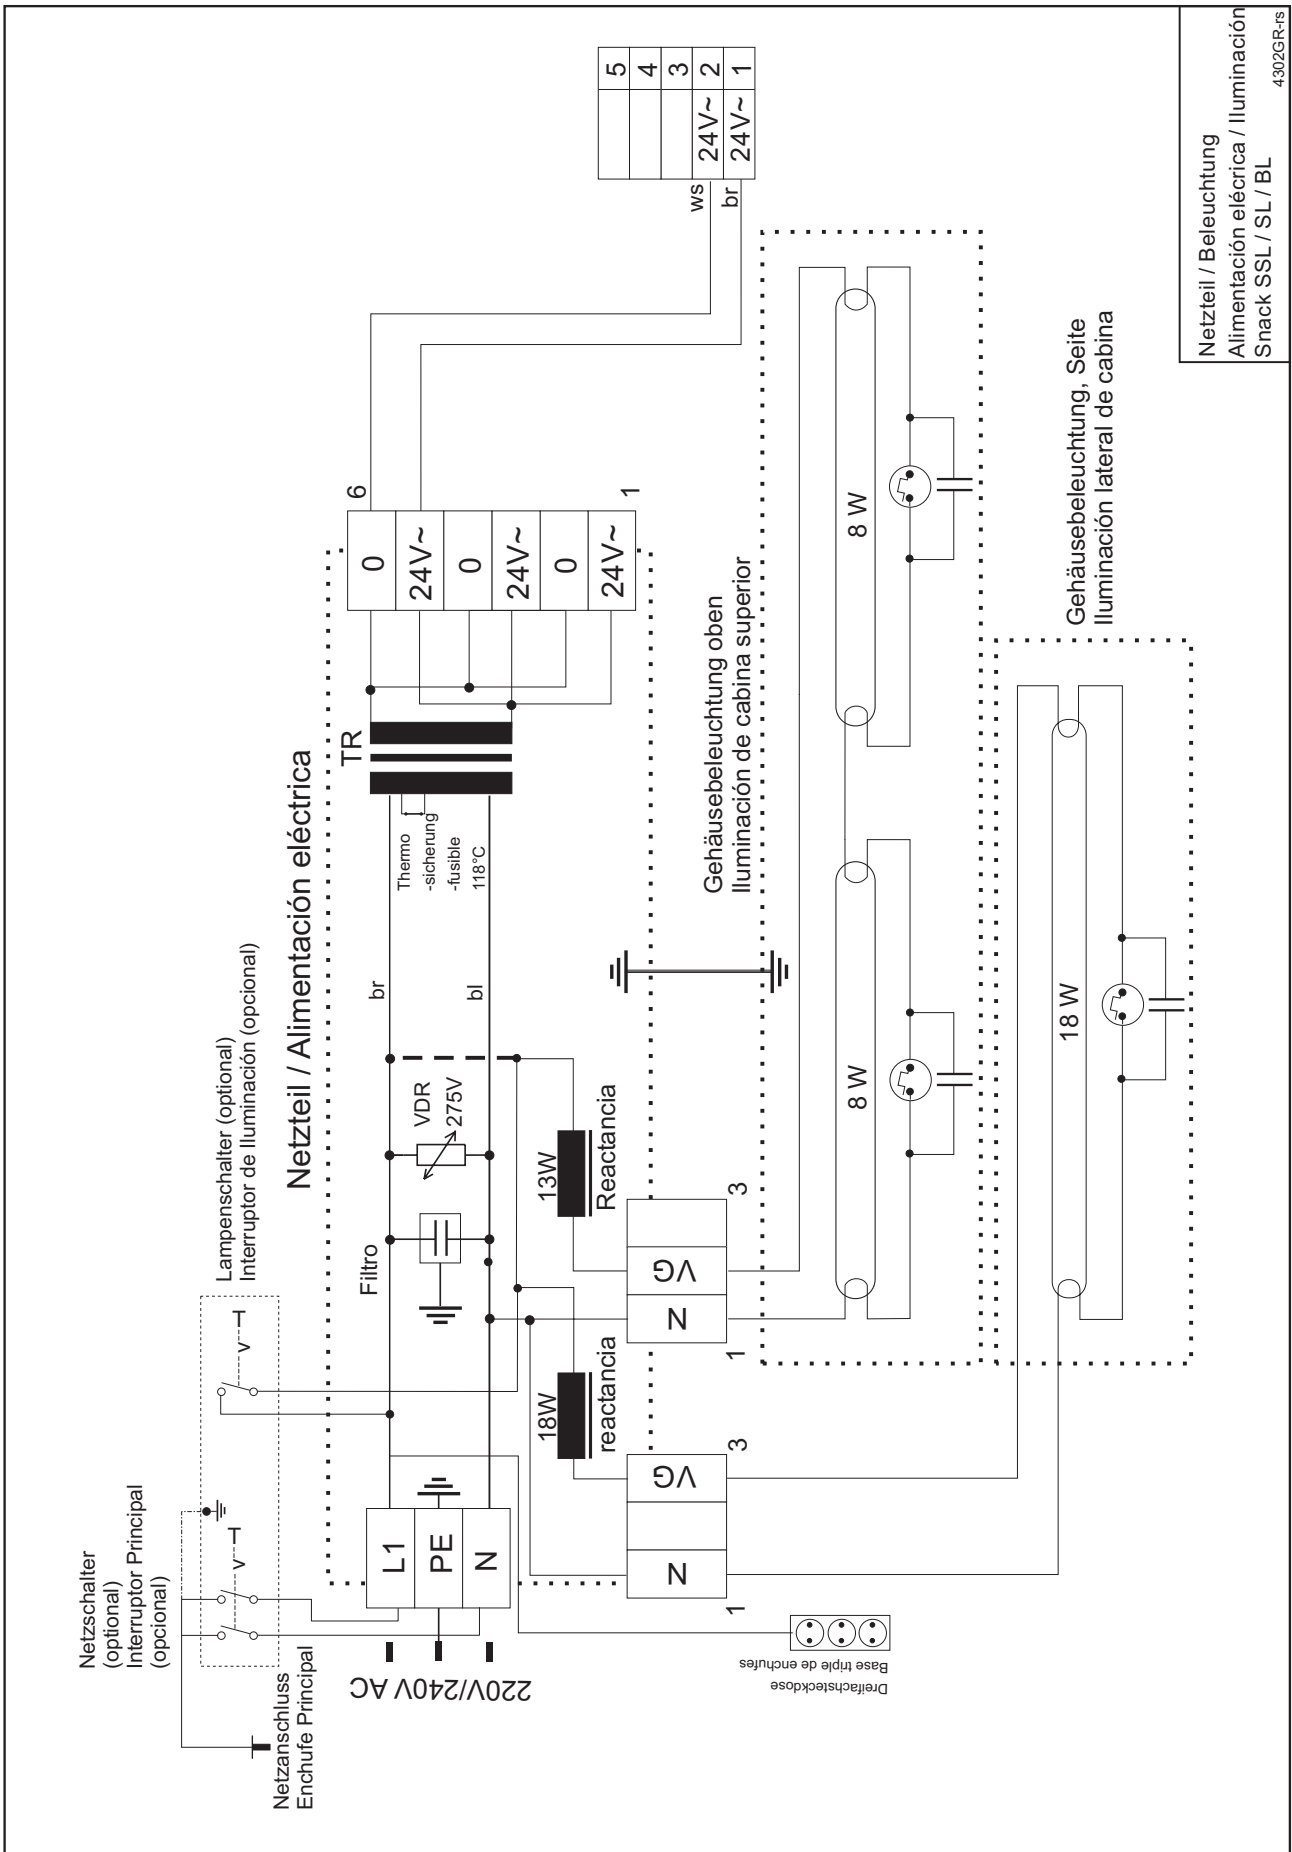 Netzschalter
(optional)
Interruptor Principal
(opcional)
Netzanschluss
Enchufe Principal
T
v
T
v
Lampenschalter (optional)
Interruptor de Iluminación (opcional)
Netzteil / Alimentación eléctrica
220V/240V AC
L1
PE
N
Filtro
VDR
275V
br
bl
Thermo
-sicherung
-fusible
118°C
TR
6
0
24V~
0
24V~
0
24V~
1
5
4
3
24V~ 2
24V~ 1
ws
br
18W
reactancia
13W
Reactancia
N
VG
1
3
N
VG
1
3
Dreifachsteckdose
Base triple de enchufes
Gehäusebeleuchtung oben
Iluminación de cabina superior
8 W
8 W
Gehäusebeleuchtung, Seite
Iluminación lateral de cabina
18 W
Netzteil / Beleuchtung
Alimentación elécrica / Iluminación
Snack SSL / SL / BL
4302GR-rs